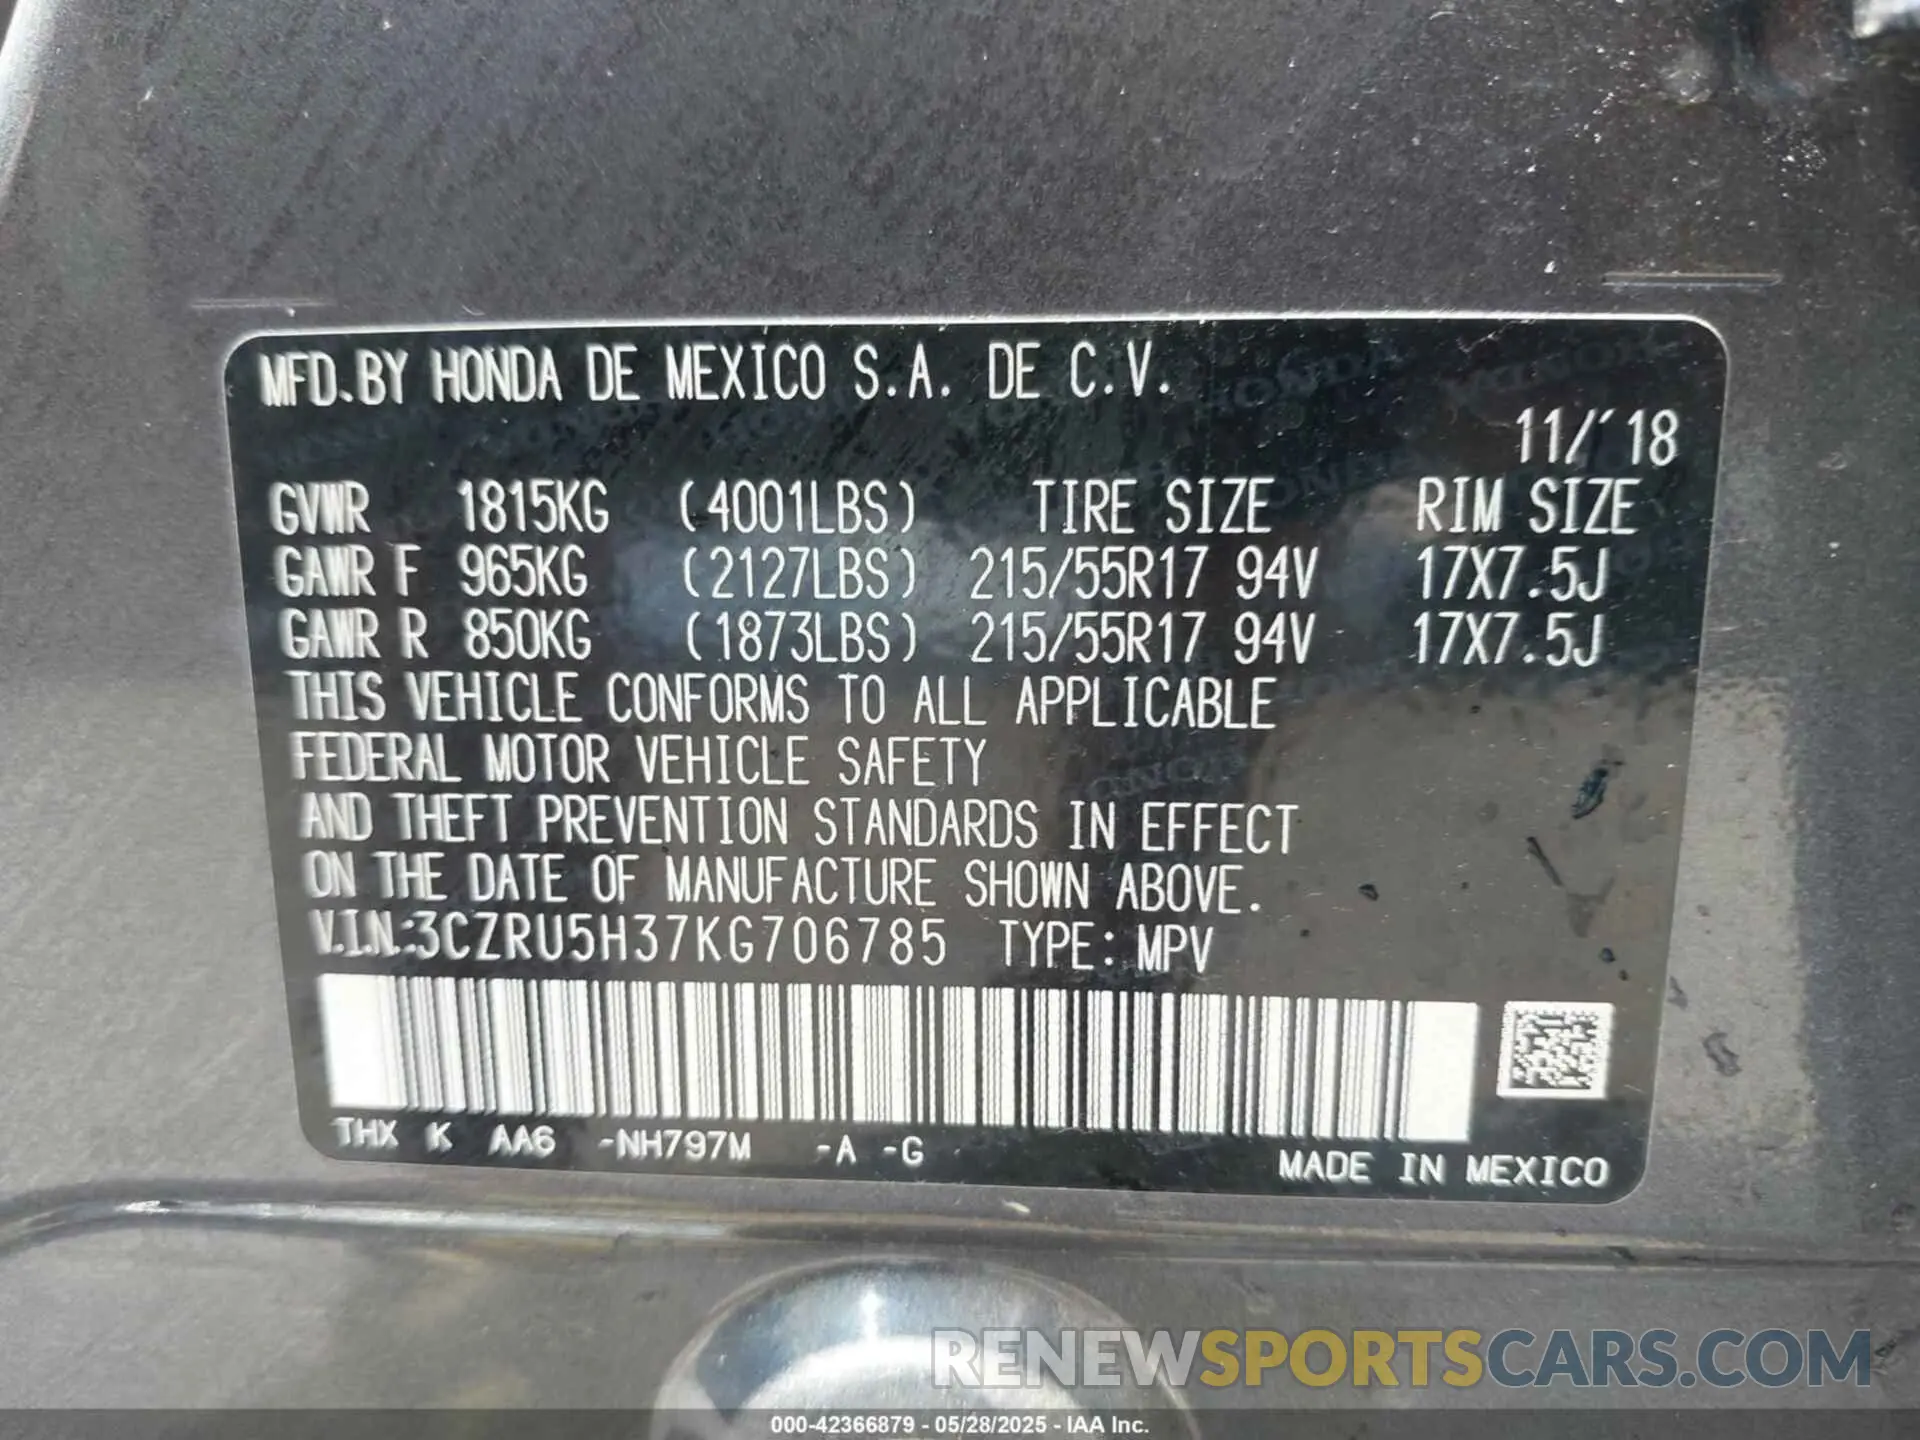 MFD.BY HONDA DE MEXICO S.A. DE C.V.
11/'18
GVWR 1815KG (4001LBS) TIRE SIZE RIM SIZE
GAWR F 965KG (2127LBS) 215/55R17 94V 17X7.5J
GAWR R 850KG (1873LBS) 215/55R17 94V 17X7.5J
THIS VEHICLE CONFORMS TO ALL APPLICABLE
FEDERAL MOTOR VEHICLE SAFETY
AND THEFT PREVENTION STANDARDS IN EFFECT
ON THE DATE OF MANUFACTURE SHOWN ABOVE.
V.I.N.:3CZRU5H37KG706785 TYPE: MPV
THX K AA6 -NH797M -A -G
MADE IN MEXICO
RENEWSPORTSCARS.COM
000-42366879 - 05/28/2025 - IAA Inc.